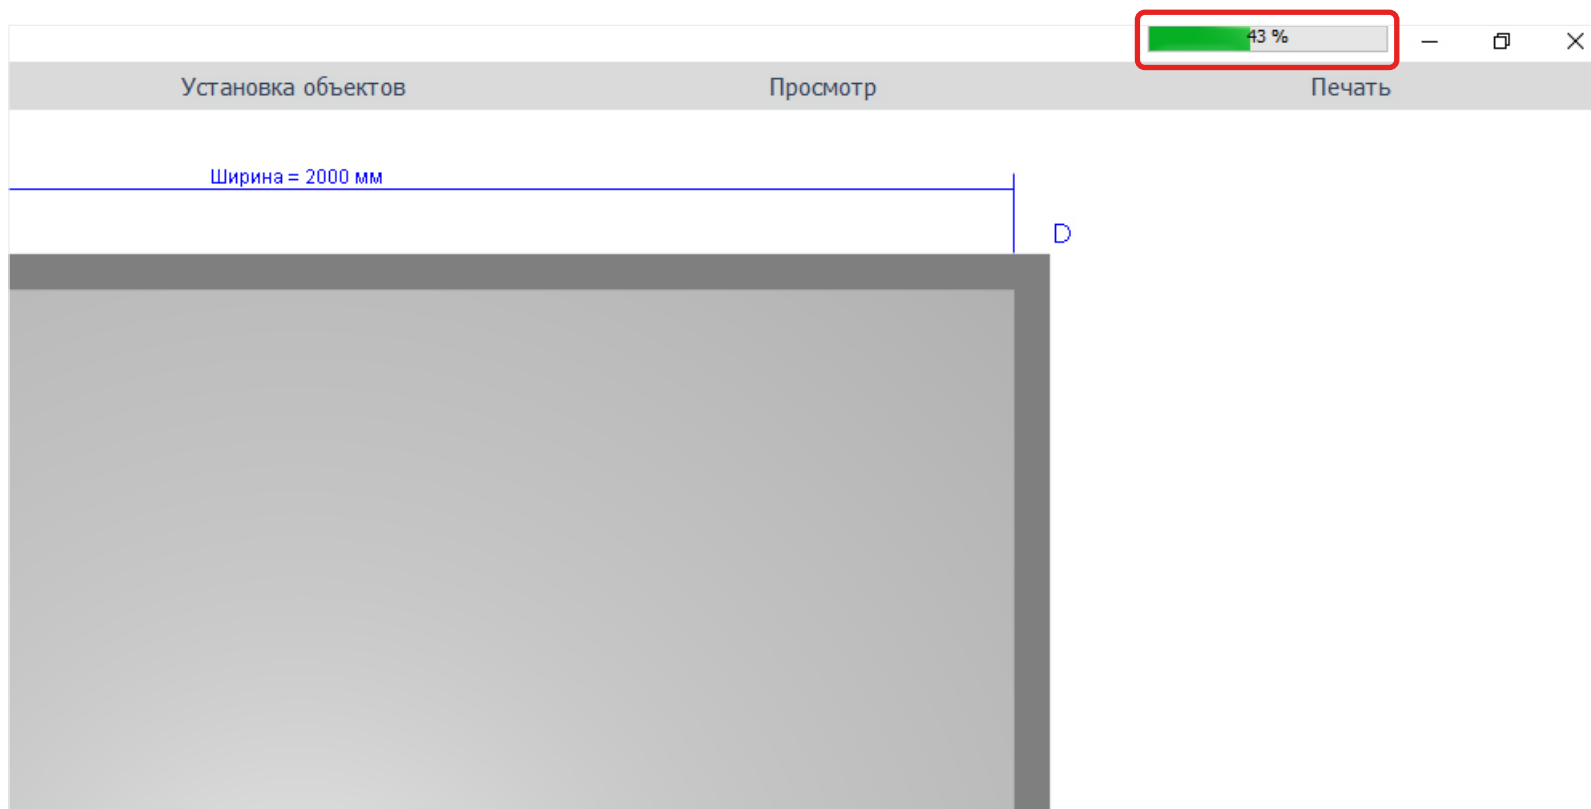 43 %
Установка объектов Просмотр Печать
Ширина = 2000 мм
D